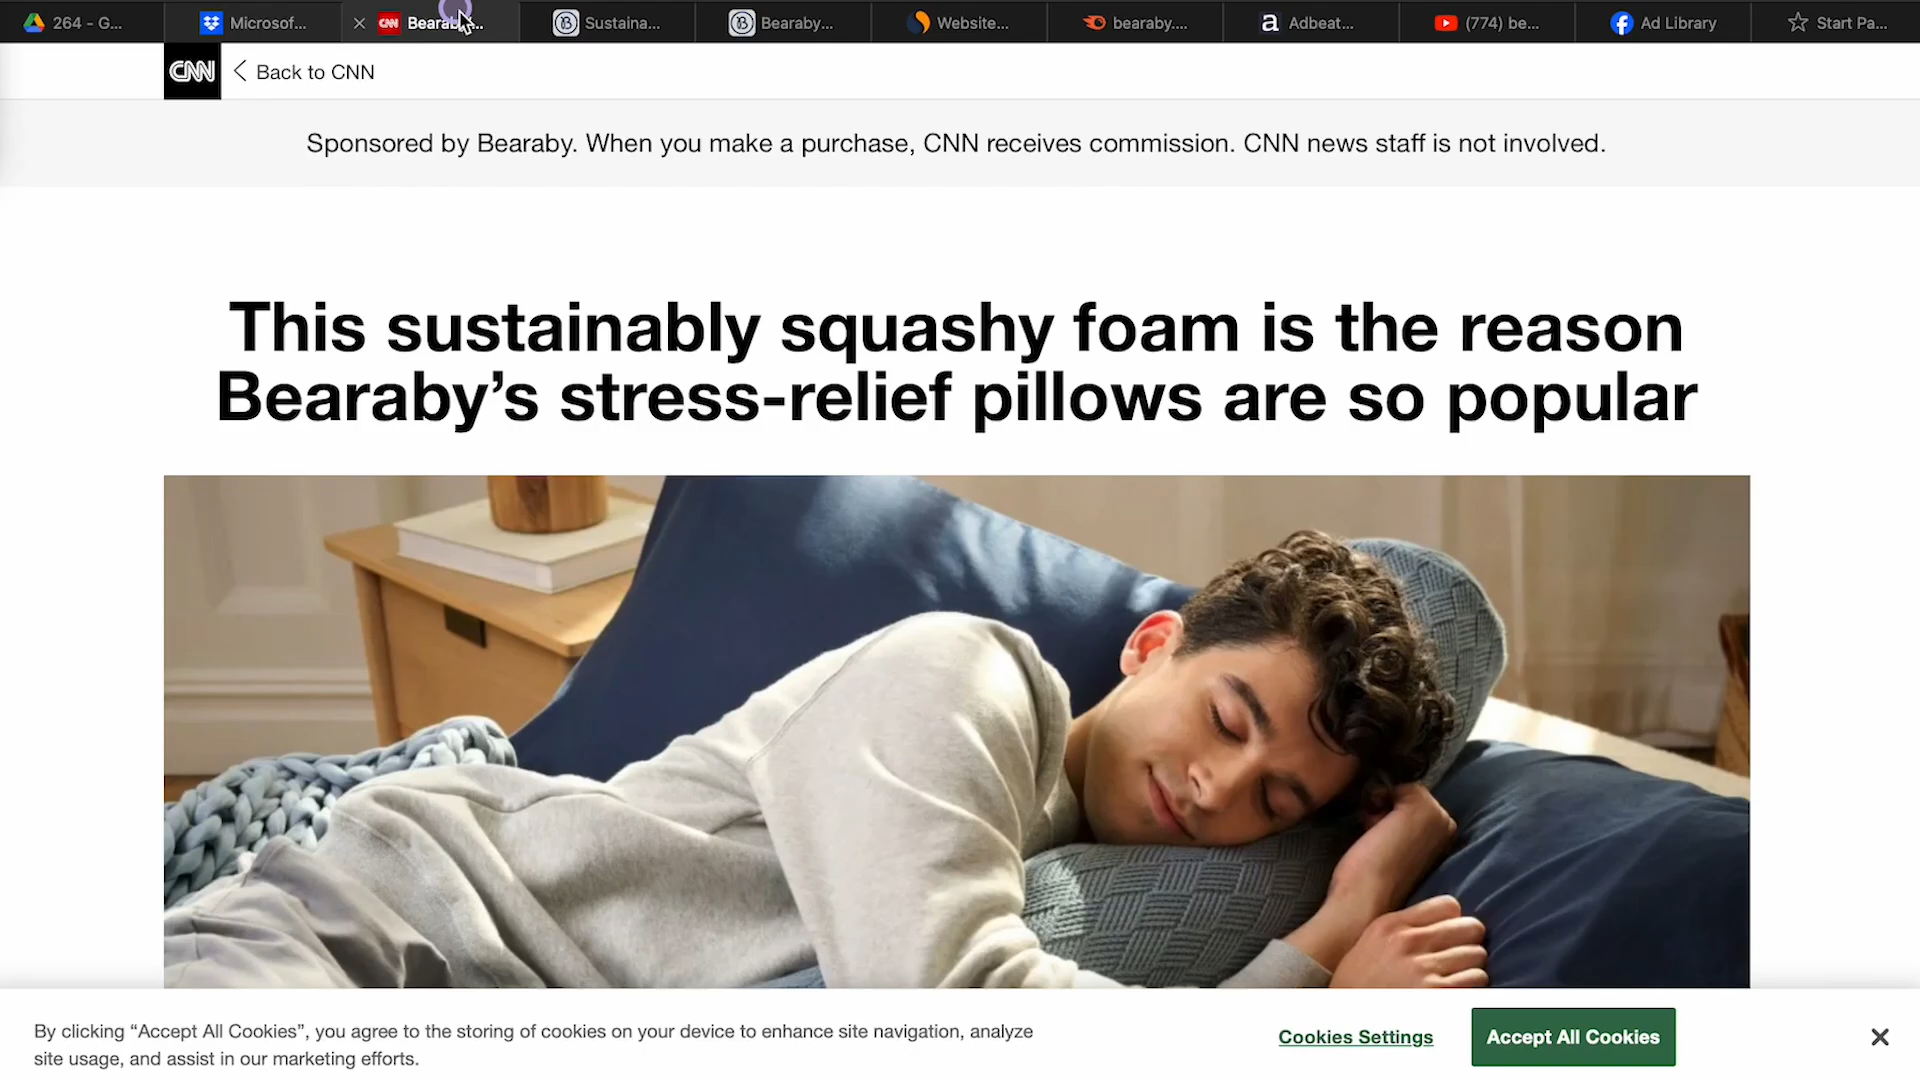 264 - G...
Microsof...
CNN
Bearab...
Sustaina...
Bearaby...
Website...
bearaby....
a
Adbeat...
(774) be...
Ad Library
Start Pa...
CNN
Back to CNN
Sponsored by Bearaby. When you make a purchase, CNN receives commission. CNN news staff is not involved.
This sustainably squashy foam is the reason
Bearaby’s stress-relief pillows are so popular
By clicking “Accept All Cookies”, you agree to the storing of cookies on your device to enhance site navigation, analyze
site usage, and assist in our marketing efforts.
Cookies Settings
Accept All Cookies